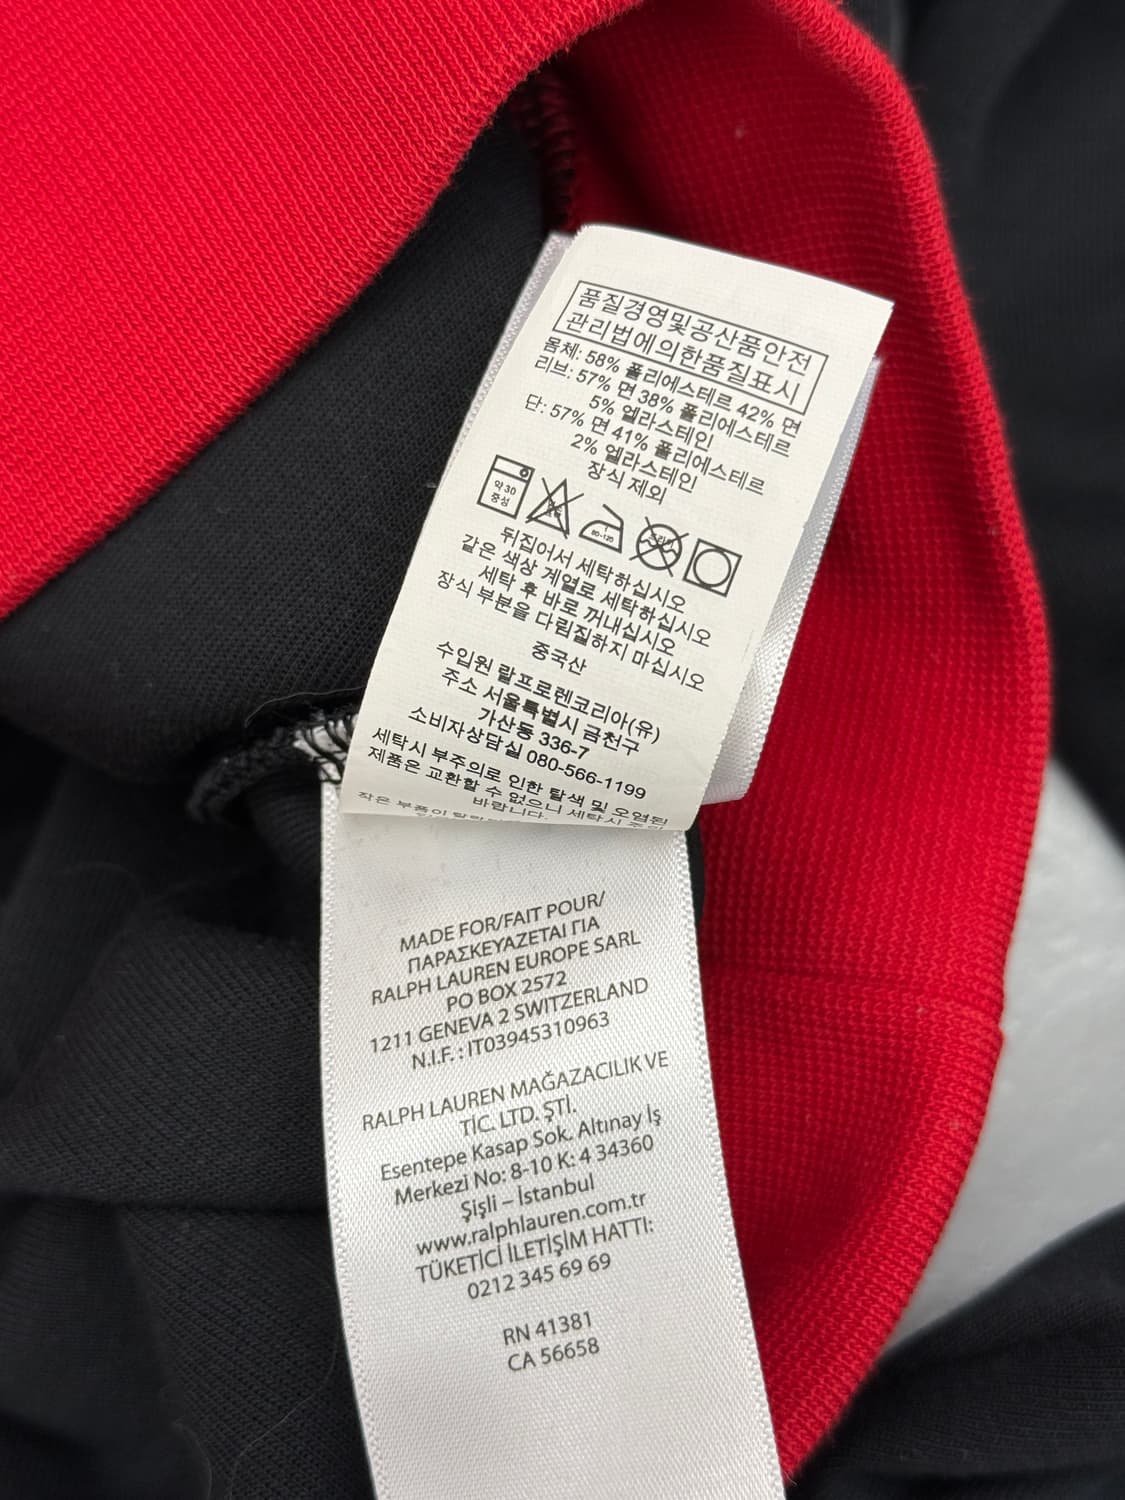 품질경영및공산품안전
관리법에의한품질표시
몸체: 58% 폴리에스테르 42% 면
리브: 57% 면 38% 폴리에스테르
5% 엘라스테인
단: 57% 면 41% 폴리에스테르
2% 엘라스테인
장식 제외
약 30
중성
80-120
뒤집어서 세탁하십시오
같은 색상 계열로 세탁하십시오
세탁 후 바로 꺼내십시오
장식 부분을 다림질하지 마십시오
중국산
수입원 랄프로렌코리아(유)
주소 서울특별시 금천구
가산동 336-7
소비자상담실 080-566-1199
세탁시 부주의로 인한 탈색 및 오염된
제품은 교환할 수 없으니 세탁시 주의
바랍니다.
작은 부품이
MADE FOR/FAIT POUR/
ΠΑΡΑΣΚΕΥΑΖΕΤΑΙ ΓΙΑ
RALPH LAUREN EUROPE SARL
PO BOX 2572
1211 GENEVA 2 SWITZERLAND
N.I.F. : IT03945310963
RALPH LAUREN MAĞAZACILIK VE
TİC. LTD. ŞTİ.
Esentepe Kasap Sok. Altınay İş
Merkezi No: 8-10 K: 4 34360
Şişli – İstanbul
www.ralphlauren.com.tr
TÜKETİCİ İLETİŞİM HATTI:
0212 345 69 69
RN 41381
CA 56658